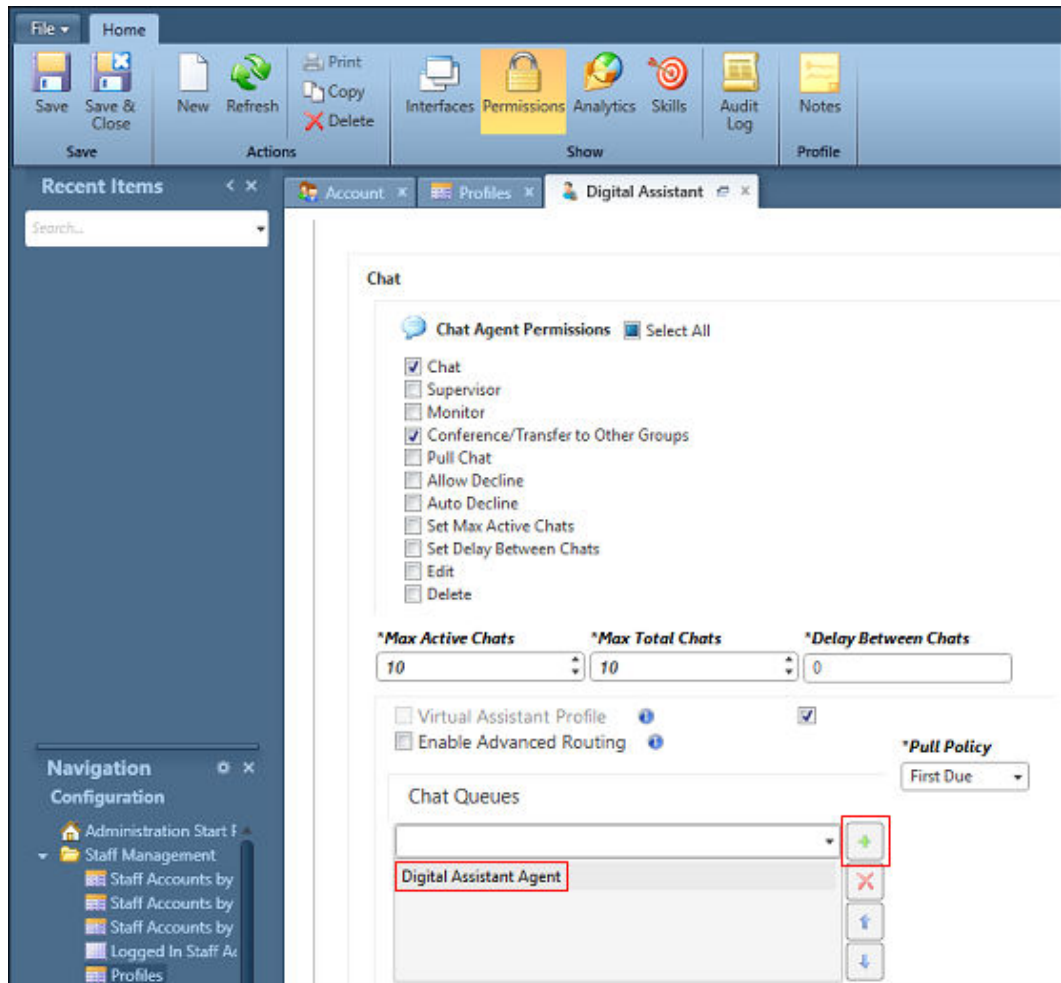 File Home
Save Save & Close New Refresh Print Copy Delete Interfaces Permissions Analytics Skills Audit Log Notes
Save Actions Show Profile
Recent Items
Search...
Account Profiles Digital Assistant
Chat
Chat Agent Permissions Select All
Chat
Supervisor
Monitor
Conference/Transfer to Other Groups
Pull Chat
Allow Decline
Auto Decline
Set Max Active Chats
Set Delay Between Chats
Edit
Delete
*Max Active Chats *Max Total Chats *Delay Between Chats
10 10 0
Virtual Assistant Profile
Enable Advanced Routing
*Pull Policy
First Due
Chat Queues
Digital Assistant Agent
Navigation
Configuration
Administration Start
Staff Management
Staff Accounts by
Staff Accounts by
Staff Accounts by
Logged In Staff
Profiles